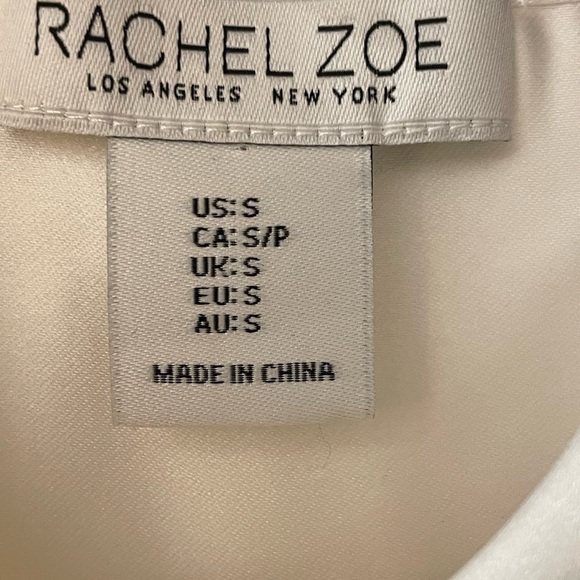 RACHEL ZOE
LOS ANGELES NEW YORK
US: S
CA: S/P
UK: S
EU: S
AU: S
MADE IN CHINA